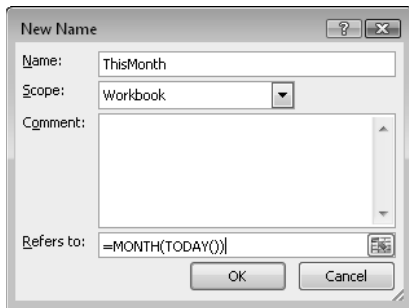 New Name
Name: ThisMonth
Scope: Workbook
Comment:
Refers to: =MONTH(TODAY())
OK Cancel